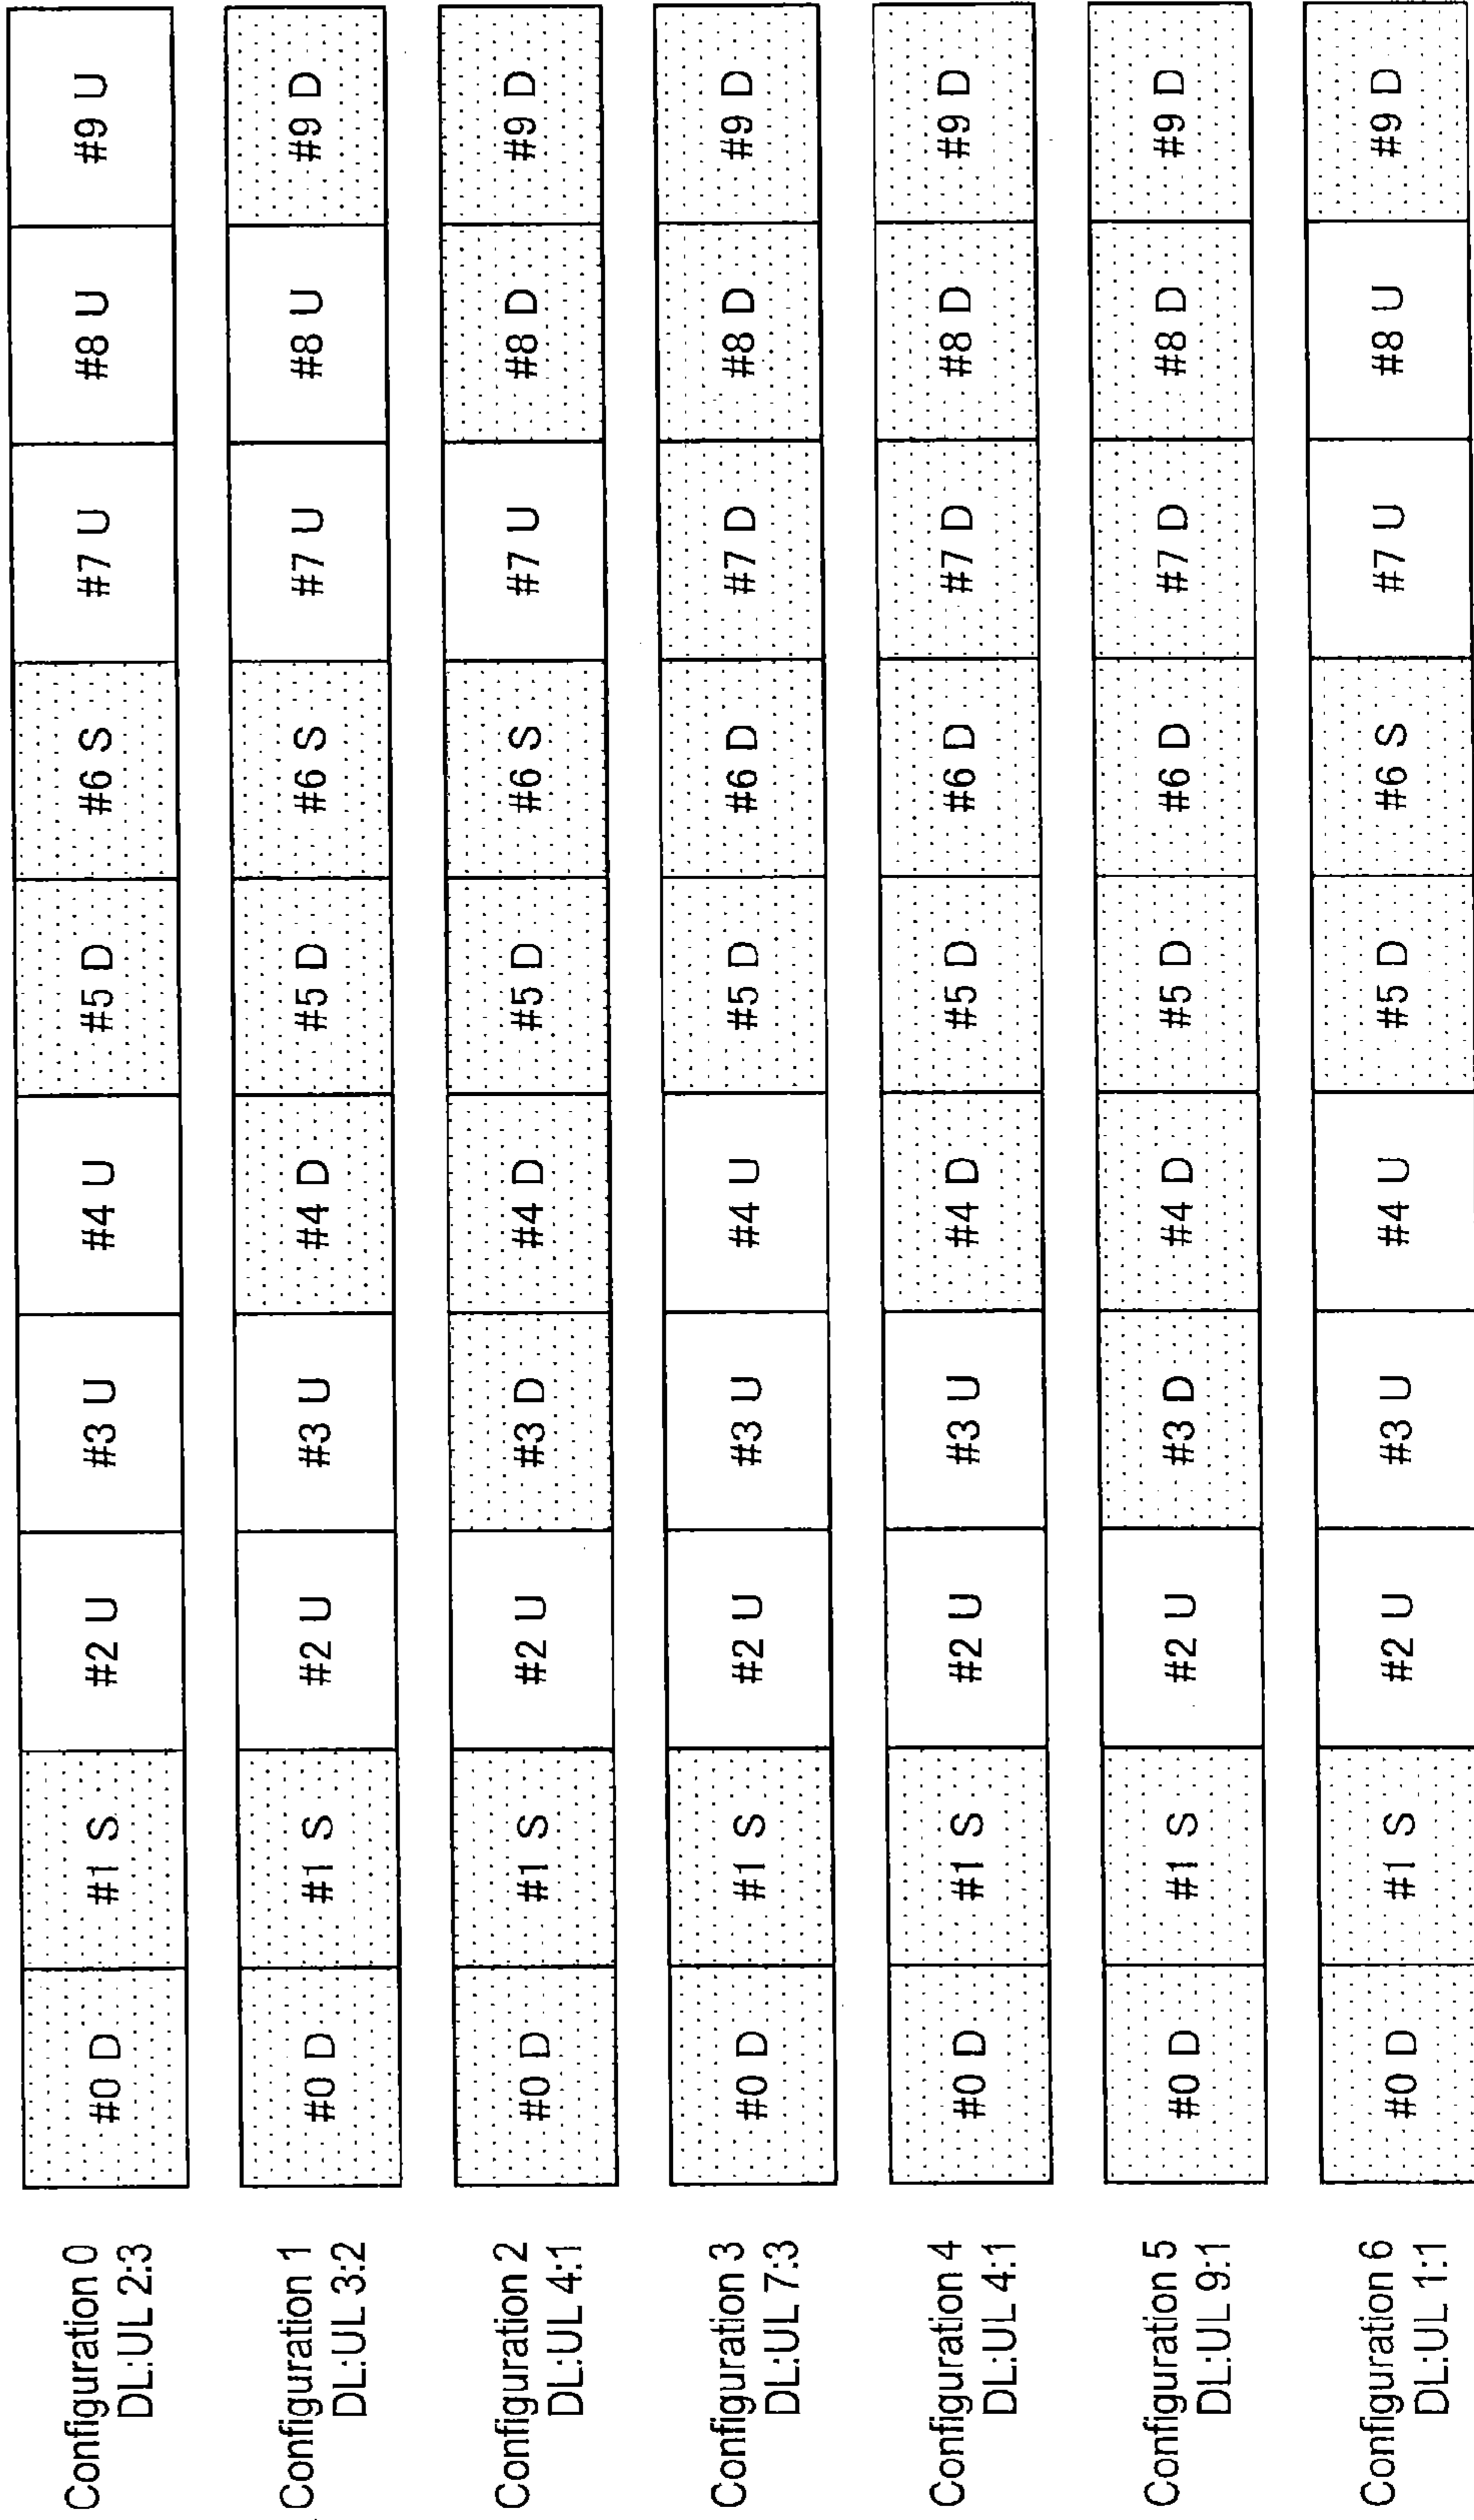 Configuration 0
DL:UL 2:3
#0 D #1 S #2 U #3 U #4 U #5 D #6 S #7 U #8 U #9 U
Configuration 1
DL:UL 3:2
#0 D #1 S #2 U #3 U #4 D #5 D #6 S #7 U #8 U #9 D
Configuration 2
DL:UL 4:1
#0 D #1 S #2 U #3 D #4 D #5 D #6 S #7 U #8 D #9 D
Configuration 3
DL:UL 7:3
#0 D #1 S #2 U #3 U #4 U #5 D #6 D #7 D #8 D #9 D
Configuration 4
DL:UL 4:1
#0 D #1 S #2 U #3 U #4 D #5 D #6 D #7 D #8 D #9 D
Configuration 5
DL:UL 9:1
#0 D #1 S #2 U #3 D #4 D #5 D #6 D #7 D #8 D #9 D
Configuration 6
DL:UL 1:1
#0 D #1 S #2 U #3 U #4 U #5 D #6 S #7 U #8 U #9 D